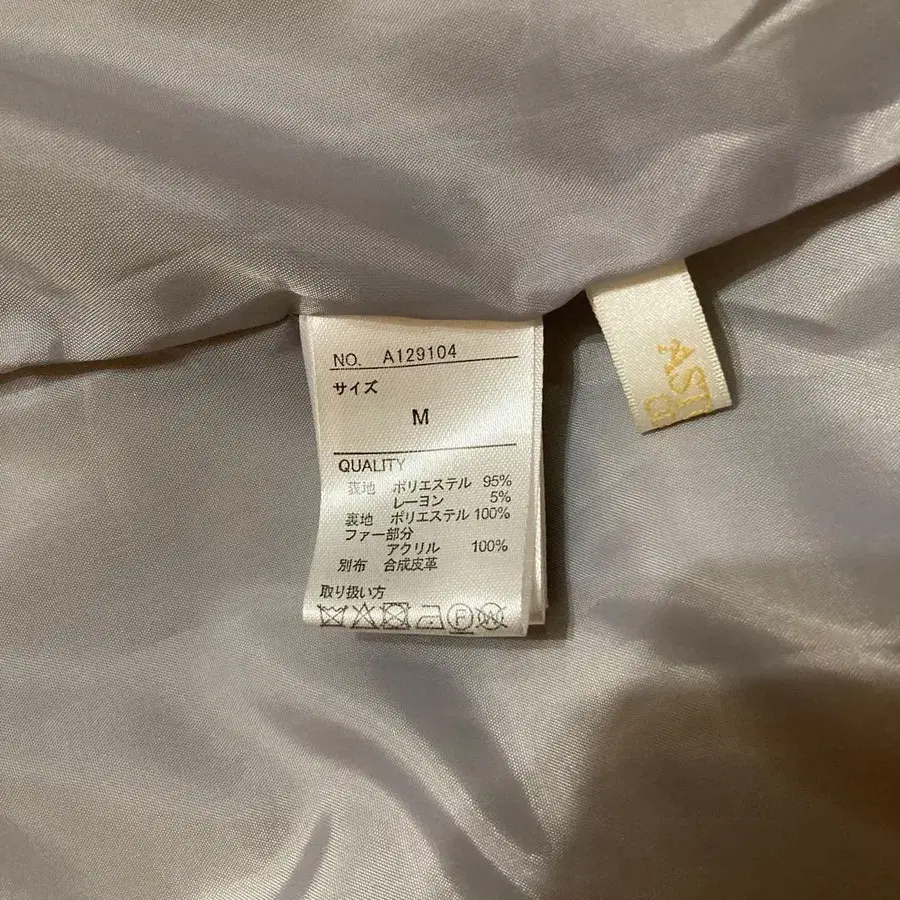 NO. A129104
サイズ
M
QUALITY
表地 ポリエステル 95%
レーヨン 5%
裏地 ポリエステル 100%
ファー部分
アクリル 100%
別布 合成皮革
取り扱い方